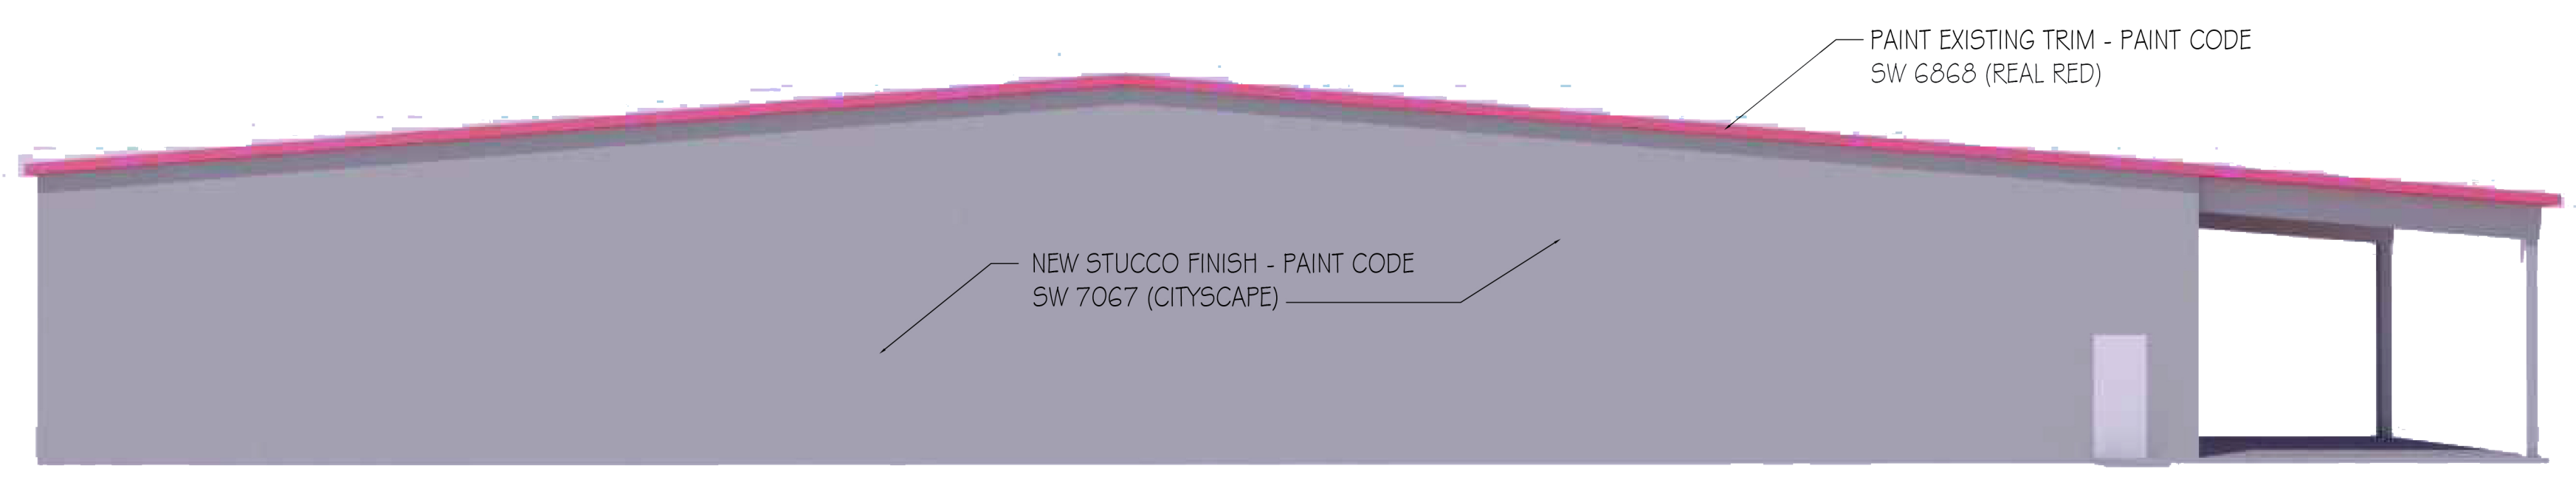 PAINT EXISTING TRIM - PAINT CODE
SW 6868 (REAL RED)
NEW STUCCO FINISH - PAINT CODE
SW 7067 (CITYSCAPE)